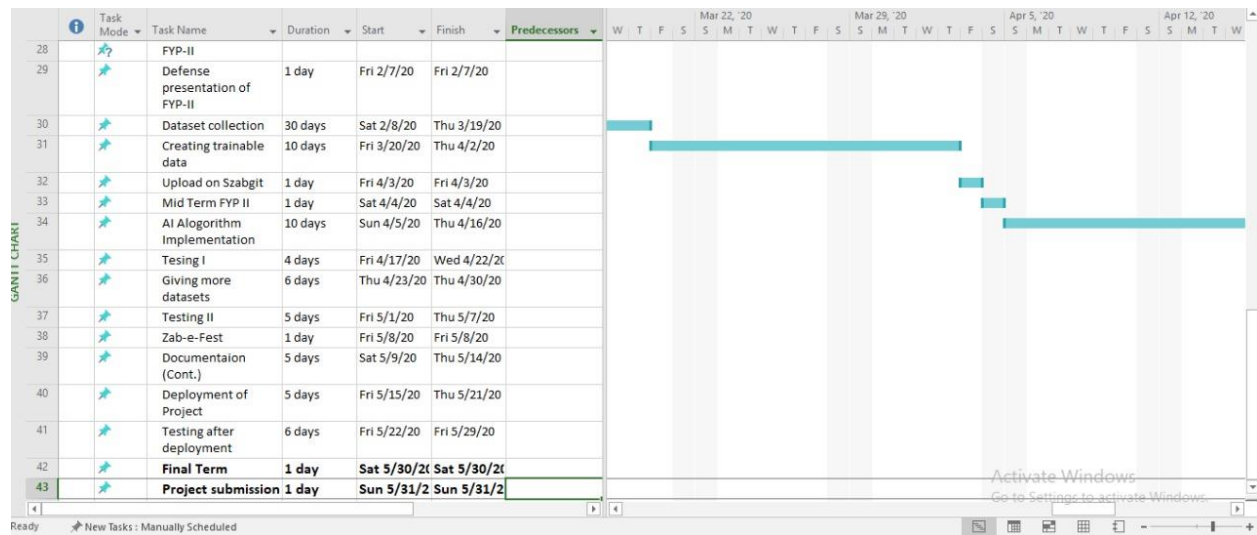 Mar 22, '20 Mar 29, '20 Apr 5, '20 Apr 12, '20
Task Mode Task Name Duration Start Finish Predecessors W T F S S M T W T F S S M T W T F S S M T W T F S S M T W
28 FYP-II
29 Defense presentation of FYP-II 1 day Fri 2/7/20 Fri 2/7/20
30 Dataset collection 30 days Sat 2/8/20 Thu 3/19/20
31 Creating trainable data 10 days Fri 3/20/20 Thu 4/2/20
32 Upload on Szabgit 1 day Fri 4/3/20 Fri 4/3/20
33 Mid Term FYP II 1 day Sat 4/4/20 Sat 4/4/20
34 AI Alogorithm Implementation 10 days Sun 4/5/20 Thu 4/16/20
35 Tesing I 4 days Fri 4/17/20 Wed 4/22/20
36 Giving more datasets 6 days Thu 4/23/20 Thu 4/30/20
37 Testing II 5 days Fri 5/1/20 Thu 5/7/20
38 Zab-e-Fest 1 day Fri 5/8/20 Fri 5/8/20
39 Documentaion (Cont.) 5 days Sat 5/9/20 Thu 5/14/20
40 Deployment of Project 5 days Fri 5/15/20 Thu 5/21/20
41 Testing after deployment 6 days Fri 5/22/20 Fri 5/29/20
42 Final Term 1 day Sat 5/30/20 Sat 5/30/20
43 Project submission 1 day Sun 5/31/2 Sun 5/31/2
GANTT CHART
Activate Windows
Go to Settings to activate Windows.
Ready New Tasks : Manually Scheduled